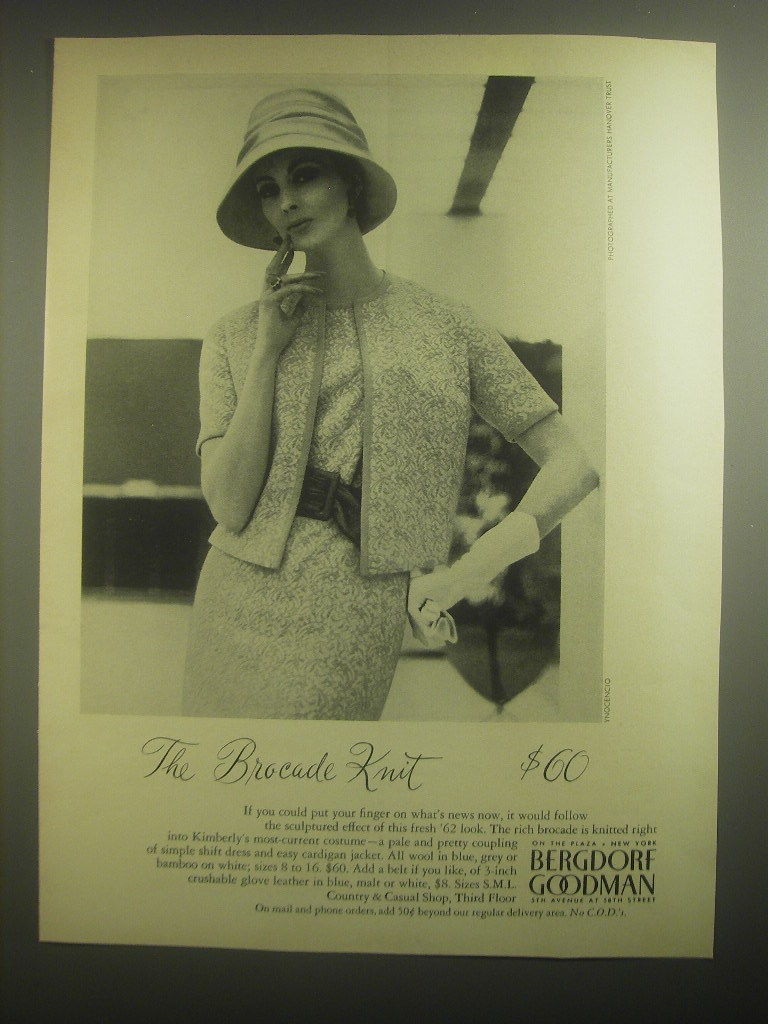 PHOTOGRAPHED AT MANUFACTURERS HANOVER TRUST
YNOCENCIO
The Brocade Knit $60
If you could put your finger on what's news now, it would follow
the sculptured effect of this fresh '62 look. The rich brocade is knitted right
into Kimberly's most-current costume—a pale and pretty coupling
of simple shift dress and easy cardigan jacket. All wool in blue, grey or
bamboo on white; sizes 8 to 16. $60. Add a belt if you like, of 3-inch
crushable glove leather in blue, malt or white, $8. Sizes S.M.L.
Country & Casual Shop, Third Floor
On mail and phone orders, add 50¢ beyond our regular delivery area. No C.O.D.'s.
ON THE PLAZA • NEW YORK
BERGDORF
GOODMAN
5TH AVENUE AT 58TH STREET